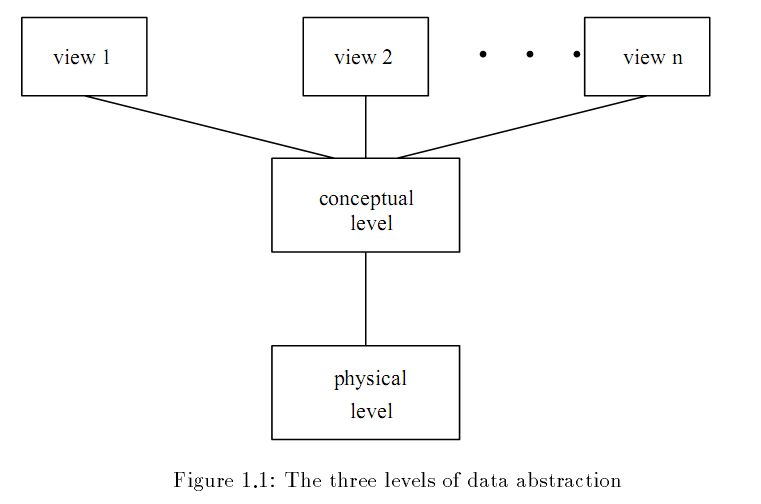 view 1
view 2
view n
conceptual
level
physical
level
Figure 1.1: The three levels of data abstraction